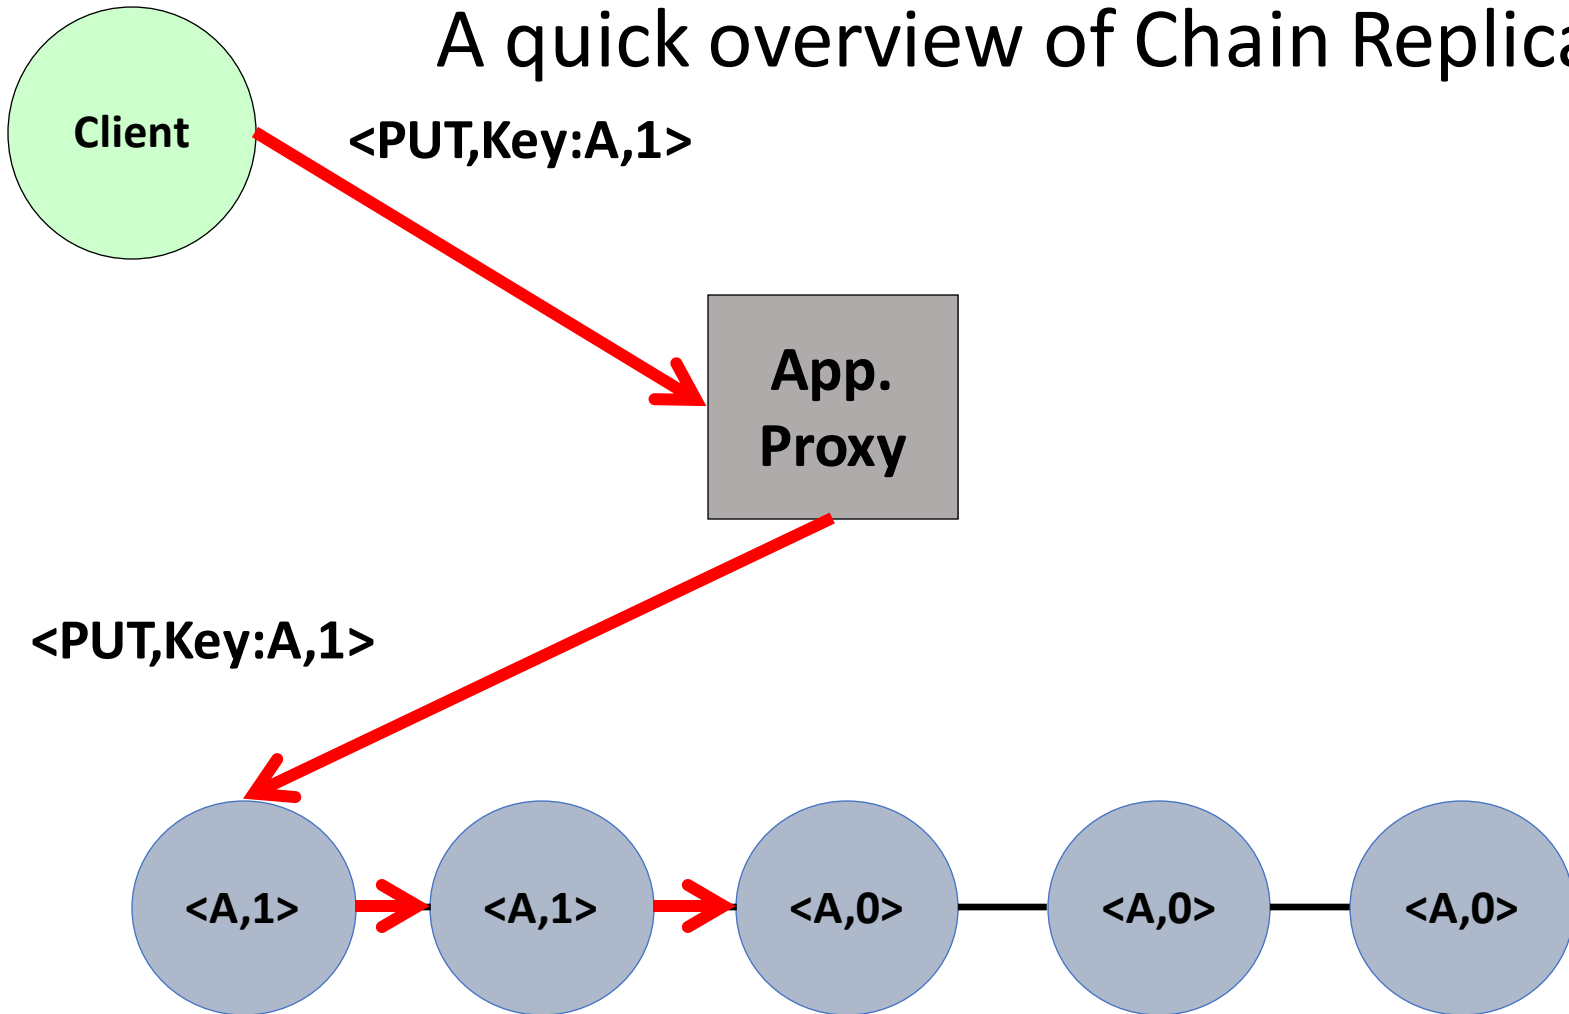 A quick overview of Chain Replica
Client
<PUT,Key:A,1>
App.
Proxy
<PUT,Key:A,1>
<A,1> <A,1> <A,0> <A,0> <A,0>